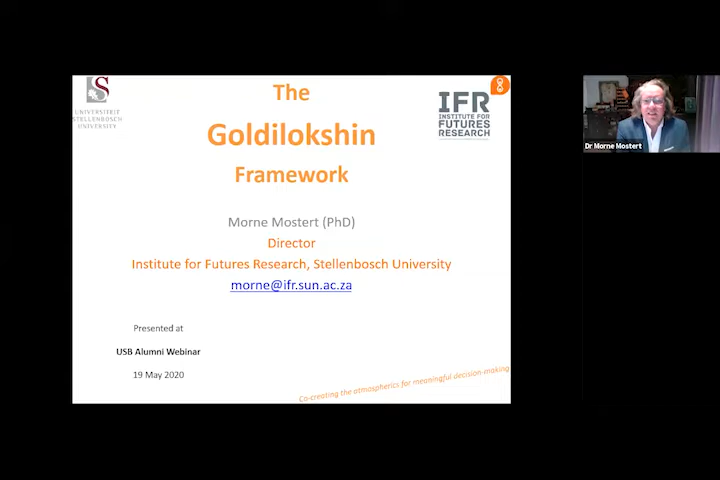 The
Goldilokshin
Framework
UNIVERSITEIT
STELLENBOSCH
UNIVERSITY
IFR
INSTITUTE FOR
FUTURES
RESEARCH
Morne Mostert (PhD)
Director
Institute for Futures Research, Stellenbosch University
morne@ifr.sun.ac.za
Presented at
USB Alumni Webinar
19 May 2020
Co-creating the atmospherics for meaningful decision-making
Dr Morne Mostert